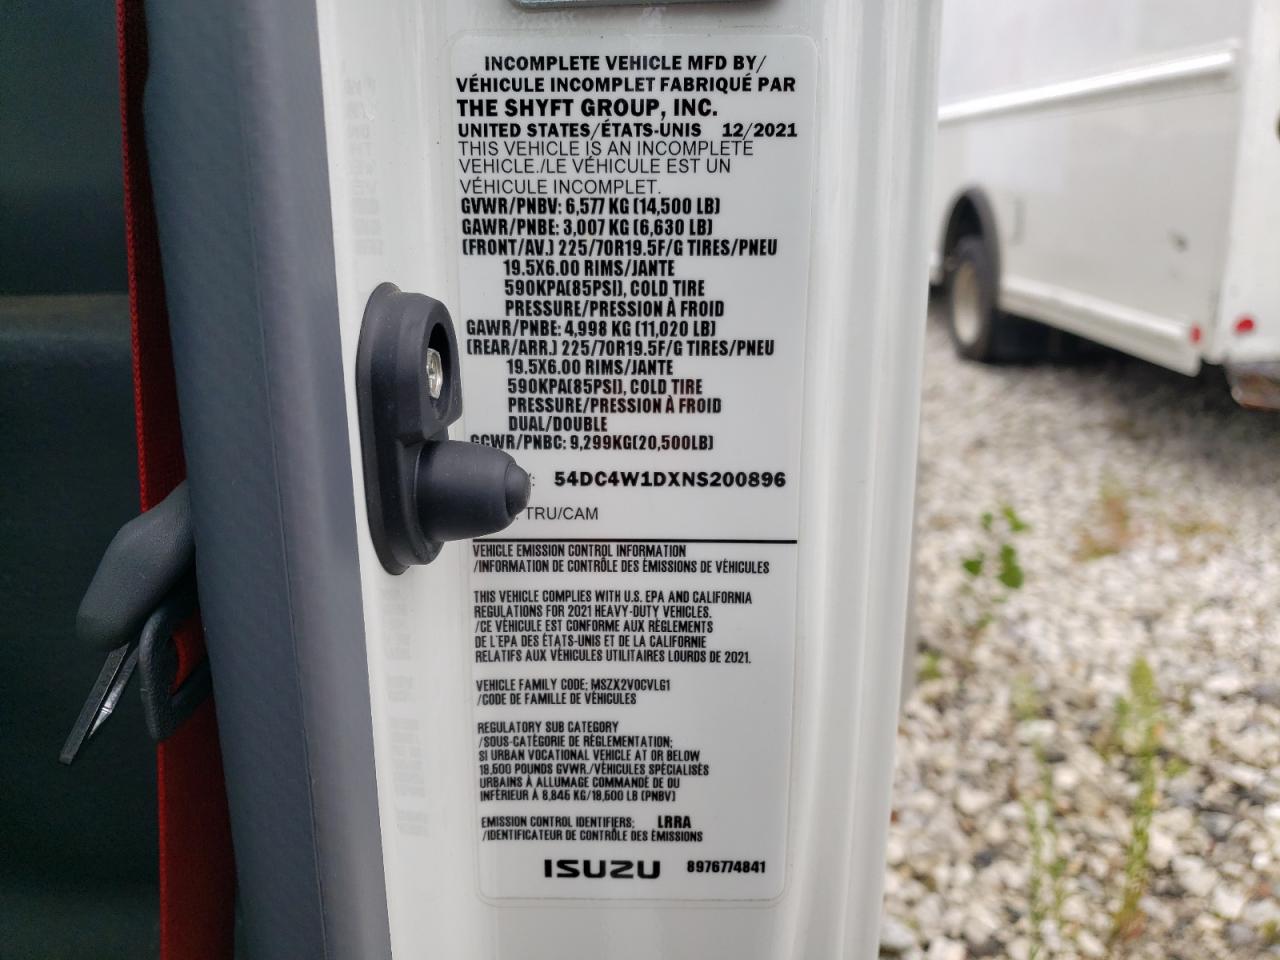 INCOMPLETE VEHICLE MFD BY/
VÉHICULE INCOMPLET FABRIQUÉ PAR
THE SHYFT GROUP, INC.
UNITED STATES/ÉTATS-UNIS 12/2021
THIS VEHICLE IS AN INCOMPLETE
VEHICLE./LE VÉHICULE EST UN
VÉHICULE INCOMPLET.
GVWR/PNBV: 6,577 KG (14,500 LB)
GAWR/PNBE: 3,007 KG (6,630 LB)
(FRONT/AV.) 225/70R19.5F/G TIRES/PNEU
19.5X6.00 RIMS/JANTE
590KPA(85PSI), COLD TIRE
PRESSURE/PRESSION À FROID
GAWR/PNBE: 4,998 KG (11,020 LB)
(REAR/ARR.) 225/70R19.5F/G TIRES/PNEU
19.5X6.00 RIMS/JANTE
590KPA(85PSI), COLD TIRE
PRESSURE/PRESSION À FROID
DUAL/DOUBLE
GCWR/PNBC: 9,299KG(20,500LB)
54DC4W1DXNS200896
TRU/CAM
VEHICLE EMISSION CONTROL INFORMATION
/INFORMATION DE CONTRÔLE DES ÉMISSIONS DE VÉHICULES
THIS VEHICLE COMPLIES WITH U.S. EPA AND CALIFORNIA
REGULATIONS FOR 2021 HEAVY-DUTY VEHICLES.
/CE VÉHICULE EST CONFORME AUX RÈGLEMENTS
DE L'EPA DES ÉTATS-UNIS ET DE LA CALIFORNIE
RELATIFS AUX VÉHICULES UTILITAIRES LOURDS DE 2021.
VEHICLE FAMILY CODE; MSZX2VOCVLG1
/CODE DE FAMILLE DE VÉHICULES
REGULATORY SUB CATEGORY
/SOUS-CATÉGORIE DE RÉGLEMENTATION;
SI URBAN VOCATIONAL VEHICLE AT OR BELOW
19,500 POUNDS GVWR./VÉHICULES SPÉCIALISÉS
URBAINS À ALLUMAGE COMMANDÉ DE OU
INFÉRIEUR À 8,845 KG/19,500 LB (PNBV)
EMISSION CONTROL IDENTIFIERS; LRRA
/IDENTIFICATEUR DE CONTRÔLE DES ÉMISSIONS
ISUZU 8976774841